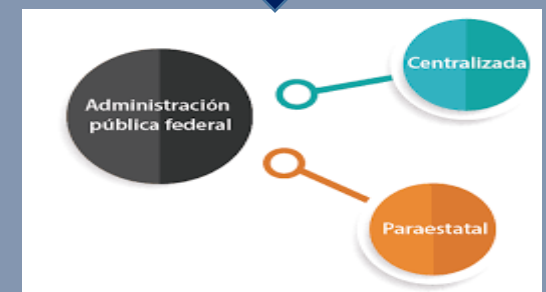 Administración
pública federal
Centralizada
Paraestatal